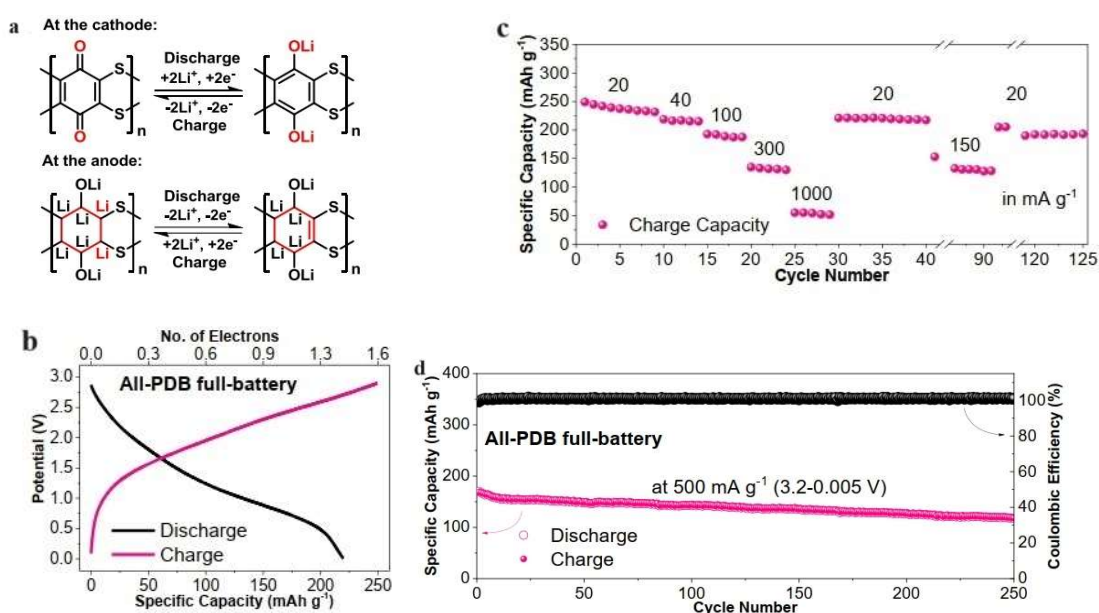 a
At the cathode:
O
S
S
O
n
Discharge
+2Li⁺, +2e⁻
-2Li⁺, -2e⁻
Charge
OLi
S
S
OLi
n
At the anode:
OLi
Li Li S
Li
Li
Li Li S
OLi
n
Discharge
-2Li⁺, -2e⁻
+2Li⁺, +2e⁻
Charge
OLi
Li Li S
Li
Li S
OLi
n
b
No. of Electrons
0.0 0.3 0.6 0.9 1.3 1.6
All-PDB full-battery
Potential (V)
3.0
2.5
2.0
1.5
1.0
0.5
0.0
Discharge
Charge
0 50 100 150 200 250
Specific Capacity (mAh g⁻¹)
c
Specific Capacity (mAh g⁻¹)
350
300
250
200
150
100
50
0
20 40 100 300 1000 20 150 20
in mA g⁻¹
Charge Capacity
0 5 10 15 20 25 30 35 40 90 120 125
Cycle Number
d
Specific Capacity (mAh g⁻¹)
400
350
300
250
200
150
100
50
0
All-PDB full-battery
at 500 mA g⁻¹ (3.2-0.005 V)
Discharge
Charge
100
80
60
40
20
0
Coulombic Efficiency (%)
0 50 100 150 200 250
Cycle Number